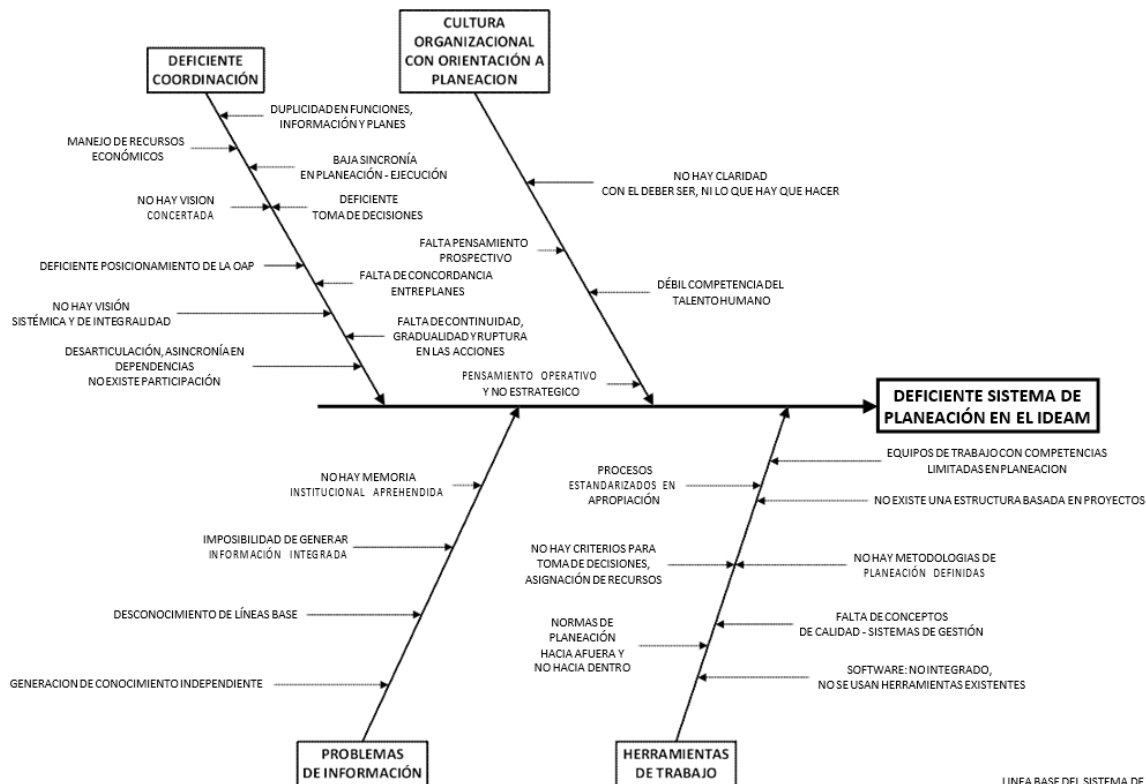 CULTURA
ORGANIZACIONAL
CON ORIENTACIÓN A
PLANEACION
DEFICIENTE
COORDINACIÓN
DUPLICIDAD EN FUNCIONES,
INFORMACIÓN Y PLANES
MANEJO DE RECURSOS
ECONÓMICOS
BAJA SINCRONÍA
EN PLANEACIÓN - EJECUCIÓN
NO HAY VISION
CONCERTADA
DEFICIENTE
TOMA DE DECISIONES
DEFICIENTE POSICIONAMIENTO DE LA OAP
FALTA DE CONCORDANCIA
ENTRE PLANES
NO HAY VISIÓN
SISTÉMICA Y DE INTEGRALIDAD
FALTA DE CONTINUIDAD,
GRADUALIDAD Y RUPTURA
EN LAS ACCIONES
DESARTICULACIÓN, ASINCRONÍA EN
DEPENDENCIAS
NO EXISTE PARTICIPACIÓN
NO HAY CLARIDAD
CON EL DEBER SER, NI LO QUE HAY QUE HACER
FALTA PENSAMIENTO
PROSPECTIVO
DÉBIL COMPETENCIA DEL
TALENTO HUMANO
PENSAMIENTO OPERATIVO
Y NO ESTRATEGICO
DEFICIENTE SISTEMA DE
PLANEACIÓN EN EL IDEAM
NO HAY MEMORIA
INSTITUCIONAL APREHENDIDA
IMPOSIBILIDAD DE GENERAR
INFORMACIÓN INTEGRADA
DESCONOCIMIENTO DE LÍNEAS BASE
GENERACION DE CONOCIMIENTO INDEPENDIENTE
PROBLEMAS
DE INFORMACIÓN
EQUIPOS DE TRABAJO CON COMPETENCIAS
LIMITADAS EN PLANEACION
PROCESOS
ESTANDARIZADOS EN
APROPIACIÓN
NO EXISTE UNA ESTRUCTURA BASADA EN PROYECTOS
NO HAY CRITERIOS PARA
TOMA DE DECISIONES,
ASIGNACIÓN DE RECURSOS
NO HAY METODOLOGIAS DE
PLANEACIÓN DEFINIDAS
FALTA DE CONCEPTOS
DE CALIDAD - SISTEMAS DE GESTIÓN
NORMAS DE
PLANEACIÓN
HACIA AFUERA Y
NO HACIA DENTRO
SOFTWARE: NO INTEGRADO,
NO SE USAN HERRAMIENTAS EXISTENTES
HERRAMIENTAS
DE TRABAJO
LINEA BASE DEL SISTEMA DE